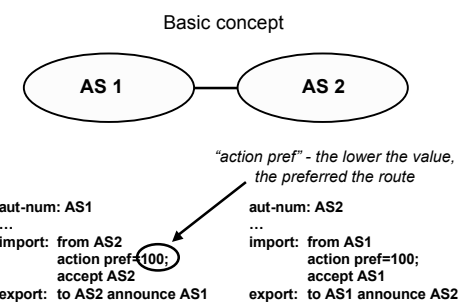 Basic concept
AS 1
AS 2
“action pref” - the lower the value,
the preferred the route
aut-num: AS1
…
import: from AS2
action pref=100;
accept AS2
export: to AS2 announce AS1
aut-num: AS2
…
import: from AS1
action pref=100;
accept AS1
export: to AS1 announce AS2